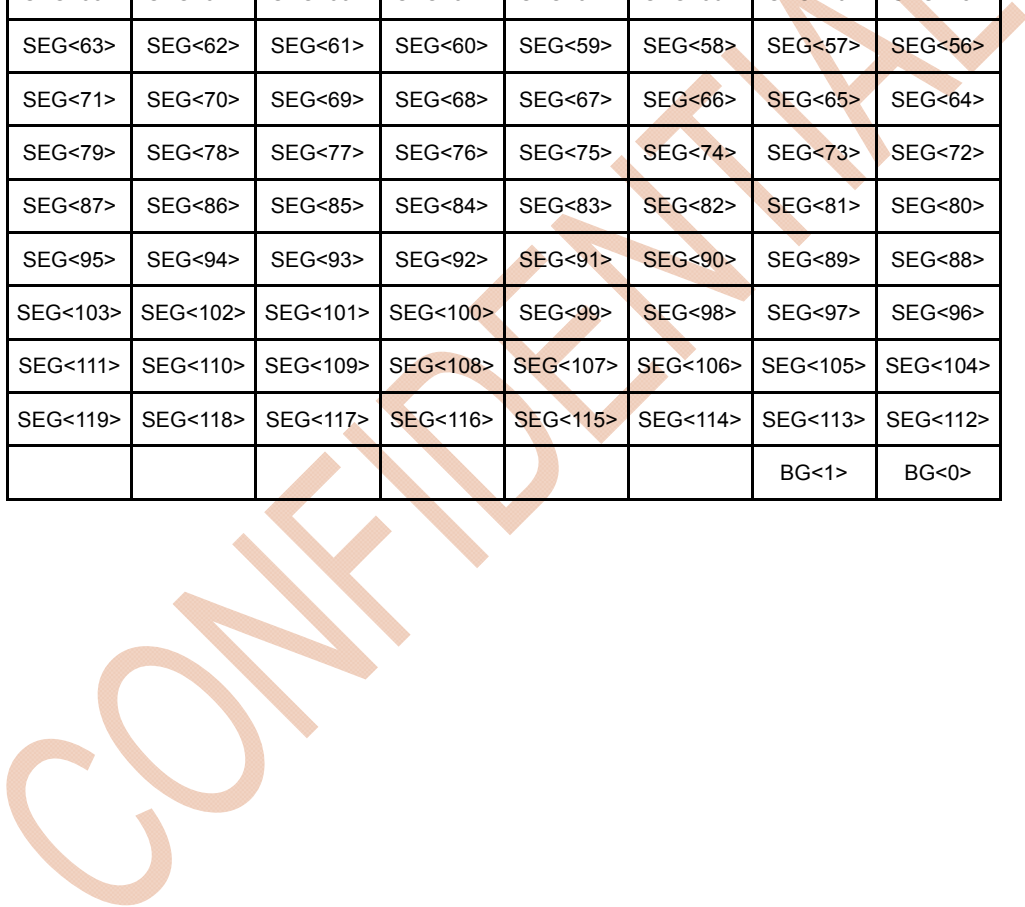 SEG<63> SEG<62> SEG<61> SEG<60> SEG<59> SEG<58> SEG<57> SEG<56>
SEG<71> SEG<70> SEG<69> SEG<68> SEG<67> SEG<66> SEG<65> SEG<64>
SEG<79> SEG<78> SEG<77> SEG<76> SEG<75> SEG<74> SEG<73> SEG<72>
SEG<87> SEG<86> SEG<85> SEG<84> SEG<83> SEG<82> SEG<81> SEG<80>
SEG<95> SEG<94> SEG<93> SEG<92> SEG<91> SEG<90> SEG<89> SEG<88>
SEG<103> SEG<102> SEG<101> SEG<100> SEG<99> SEG<98> SEG<97> SEG<96>
SEG<111> SEG<110> SEG<109> SEG<108> SEG<107> SEG<106> SEG<105> SEG<104>
SEG<119> SEG<118> SEG<117> SEG<116> SEG<115> SEG<114> SEG<113> SEG<112>
BG<1> BG<0>
CONFIDENTIAL